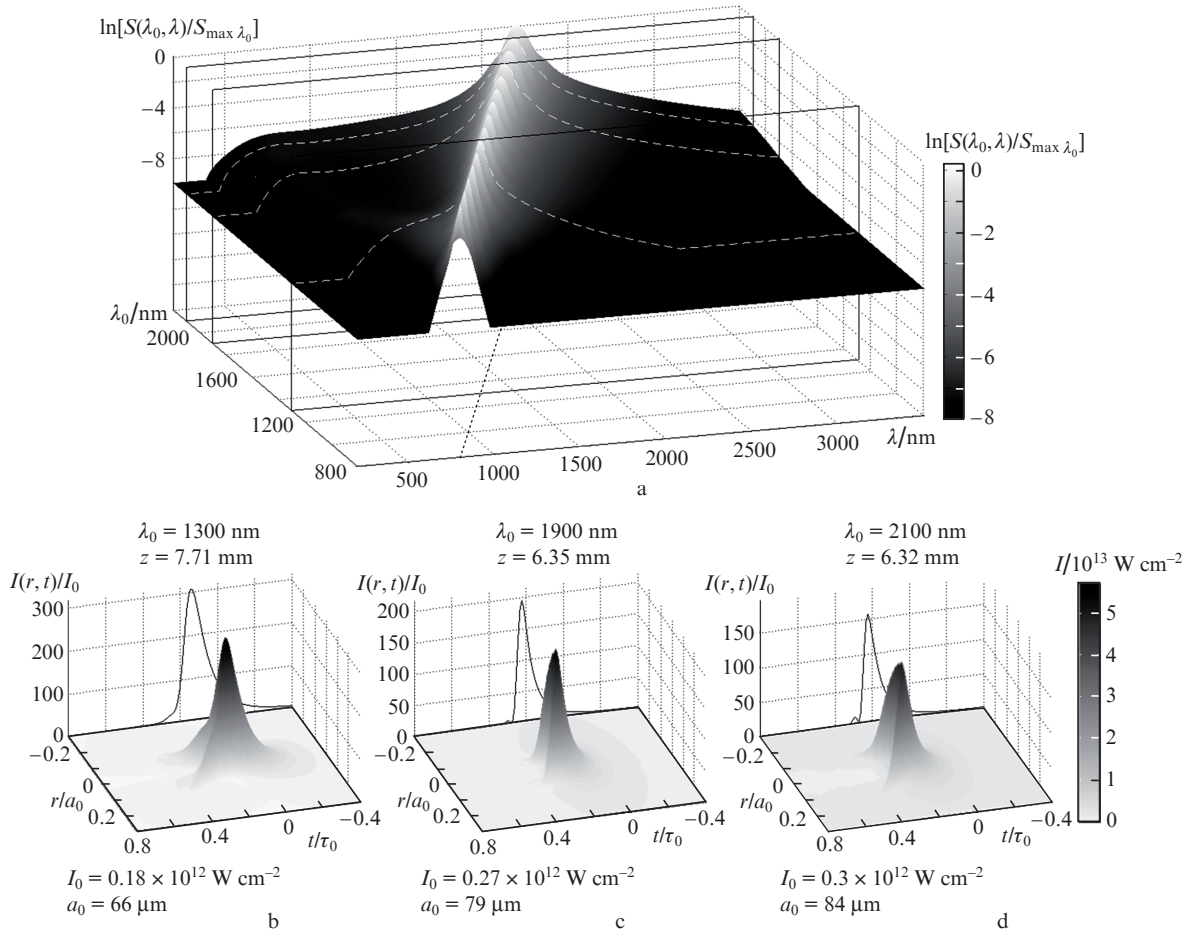 ln[S(λ0, λ)/Smax λ0]
0
−4
−8
λ0/nm
2000
1600
1200
800
500
1000
1500
2000
2500
3000
λ/nm
ln[S(λ0, λ)/Smax λ0]
0
−2
−4
−6
−8
a
λ0 = 1300 nm
z = 7.71 mm
I(r, t)/I0
300
200
100
0
−0.2
0
0.2
r/a0
0.8
0.4
0
−0.4
t/τ0
I0 = 0.18 × 10^12 W cm^−2
a0 = 66 μm
b
λ0 = 1900 nm
z = 6.35 mm
I(r, t)/I0
200
150
100
50
0
−0.2
0
0.2
r/a0
0.8
0.4
0
−0.4
t/τ0
I0 = 0.27 × 10^12 W cm^−2
a0 = 79 μm
c
λ0 = 2100 nm
z = 6.32 mm
I(r, t)/I0
150
100
50
0
−0.2
0
0.2
r/a0
0.8
0.4
0
−0.4
t/τ0
I0 = 0.3 × 10^12 W cm^−2
a0 = 84 μm
d
I/10^13 W cm^−2
5
4
3
2
1
0